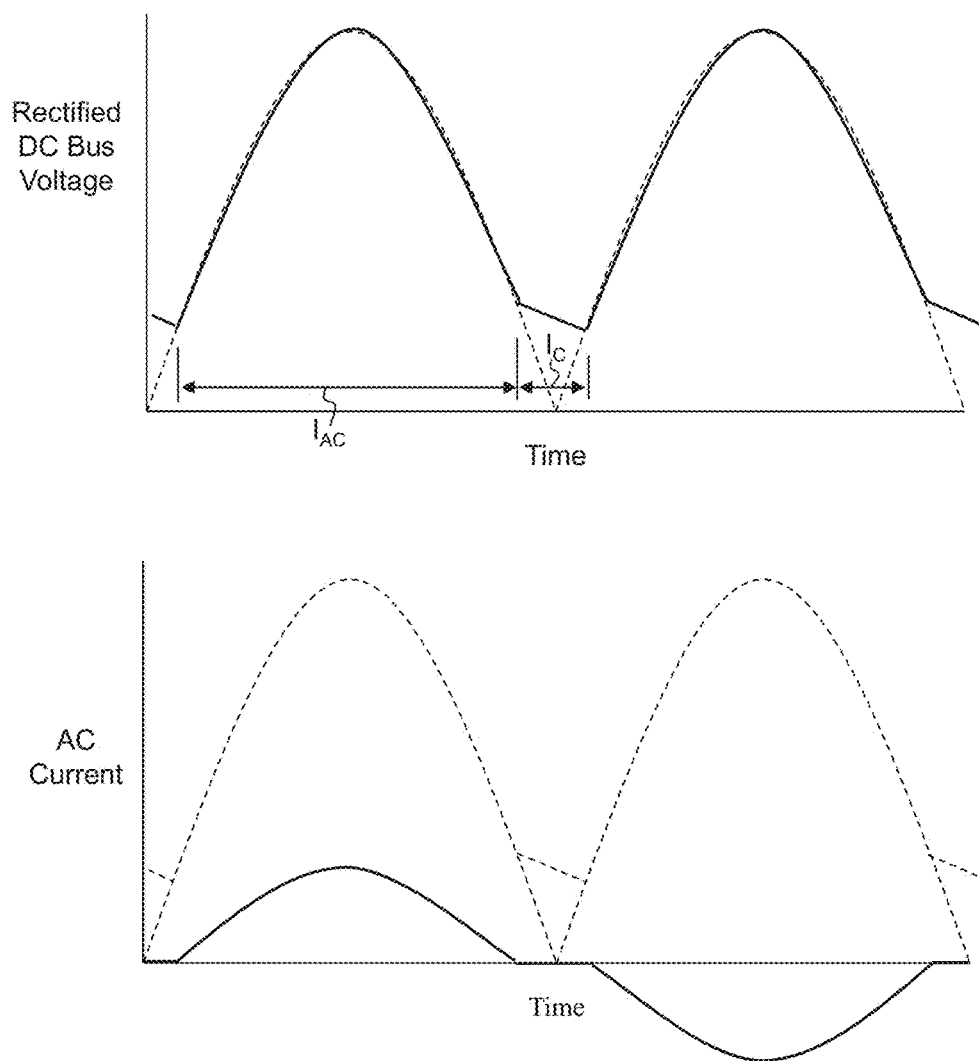 Rectified
DC Bus
Voltage
I_C
I_AC
Time
AC
Current
Time